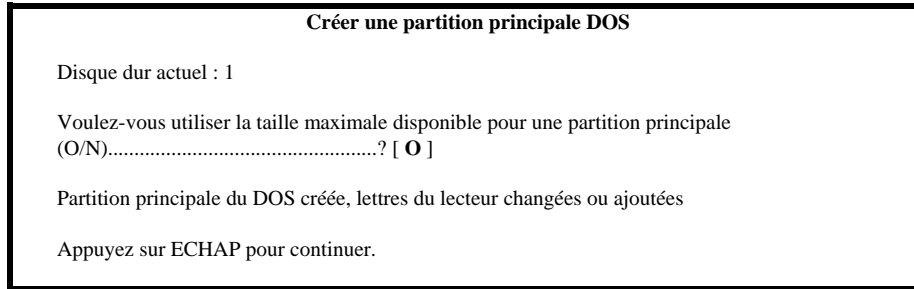 Créer une partition principale DOS
Disque dur actuel : 1
Voulez-vous utiliser la taille maximale disponible pour une partition principale
(O/N)...................................................? [ O ]
Partition principale du DOS créée, lettres du lecteur changées ou ajoutées
Appuyez sur ECHAP pour continuer.